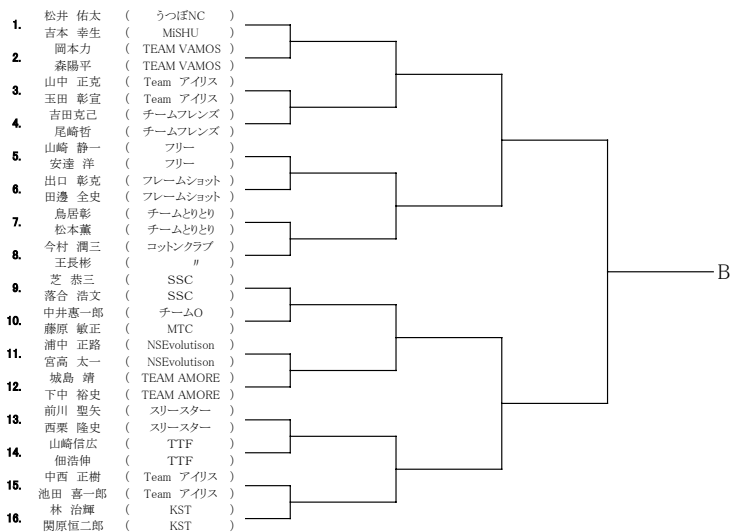 1. 松井 佑太 ( うつぼNC )
吉本 幸生 ( MiSHU )
2. 岡本力 ( TEAM VAMOS )
森陽平 ( TEAM VAMOS )
3. 山中 正克 ( Team アイリス )
玉田 彰宣 ( Team アイリス )
4. 吉田克己 ( チームフレンズ )
尾崎哲 ( チームフレンズ )
5. 山崎 静一 ( フリー )
安達 洋 ( フリー )
6. 出口 彰克 ( フレームショット )
田邊 全史 ( フレームショット )
7. 鳥居彰 ( チームとりとり )
松本薫 ( チームとりとり )
8. 今村 潤三 ( コットンクラブ )
王長彬 ( 〃 )
B
9. 芝 恭三 ( SSC )
落合 浩文 ( SSC )
10. 中井惠一郎 ( チームO )
藤原 敏正 ( MTC )
11. 浦中 正路 ( NSEvolutison )
宮高 太一 ( NSEvolutison )
12. 城島 靖 ( TEAM AMORE )
下中 裕史 ( TEAM AMORE )
13. 前川 聖矢 ( スリースター )
西栗 隆史 ( スリースター )
14. 山崎信広 ( TTF )
佃浩伸 ( TTF )
15. 中西 正樹 ( Team アイリス )
池田 喜一郎 ( Team アイリス )
16. 林 治輝 ( KST )
関原恒二郎 ( KST )